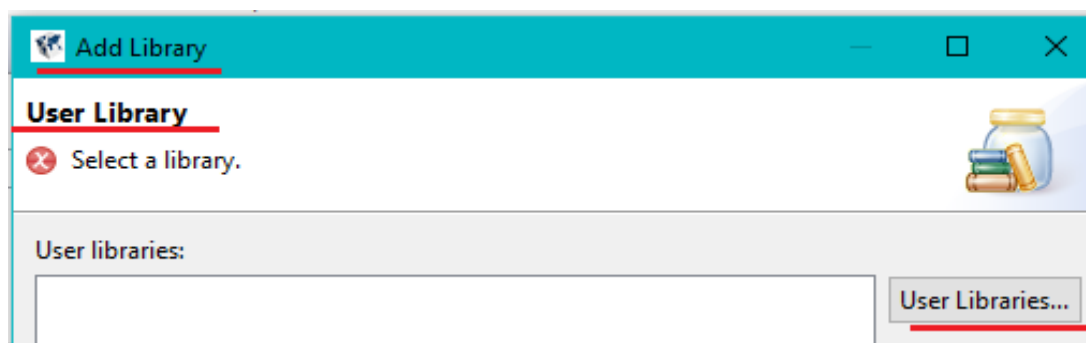 Add Library
User Library
Select a library.
User libraries:
User Libraries...